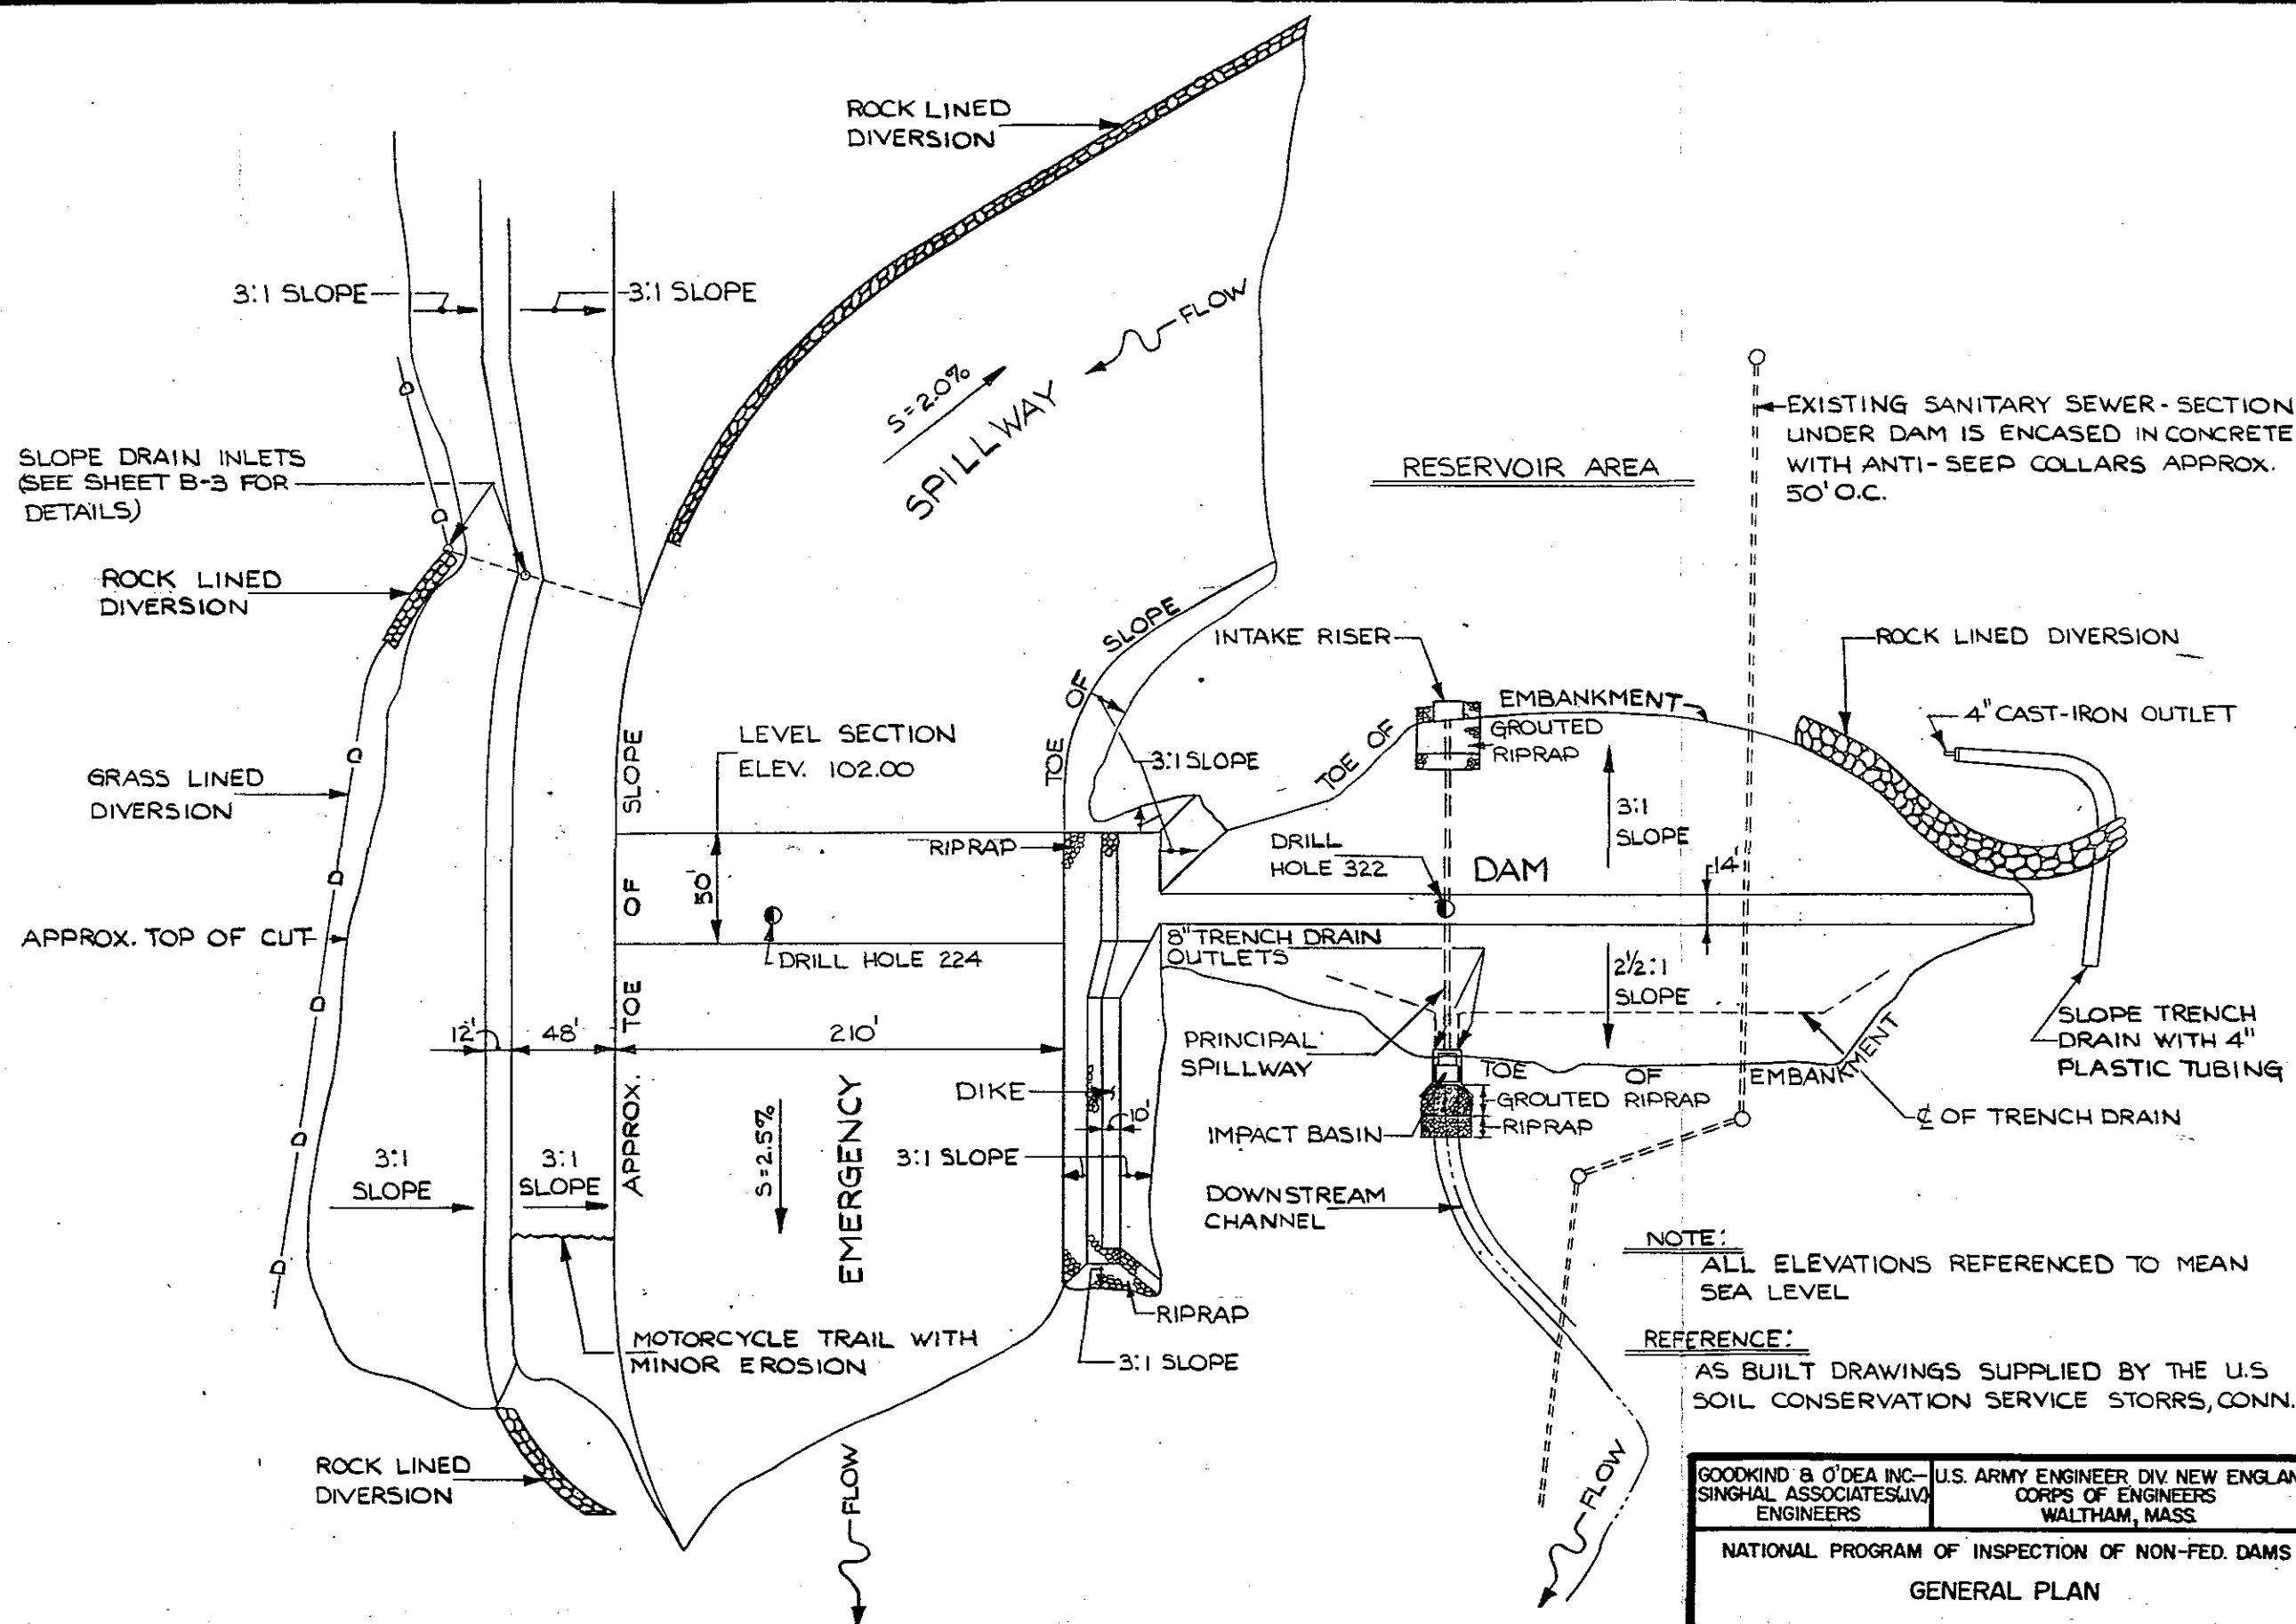 ROCK LINED
DIVERSION
3:1 SLOPE
3:1 SLOPE
FLOW
S=2.0%
SPILLWAY
SLOPE DRAIN INLETS
(SEE SHEET B-3 FOR
DETAILS)
RESERVOIR AREA
EXISTING SANITARY SEWER-SECTION
UNDER DAM IS ENCASED IN CONCRETE
WITH ANTI-SEEP COLLARS APPROX.
50' O.C.
ROCK LINED
DIVERSION
TOE OF SLOPE
INTAKE RISER
ROCK LINED DIVERSION
TOE OF EMBANKMENT
GROUTED
RIPRAP
4" CAST-IRON OUTLET
LEVEL SECTION
ELEV. 102.00
3:1 SLOPE
GRASS LINED
DIVERSION
3:1
SLOPE
RIPRAP
DRILL
HOLE 322
DAM
14'
50'
APPROX. TOP OF CUT
DRILL HOLE 224
8" TRENCH DRAIN
OUTLETS
2½:1
SLOPE
APPROX. TOE OF SLOPE
12'
48'
210'
PRINCIPAL
SPILLWAY
SLOPE TRENCH
DRAIN WITH 4"
PLASTIC TUBING
TOE OF EMBANKMENT
DIKE
10'
GROUTED RIPRAP
RIPRAP
℄ OF TRENCH DRAIN
IMPACT BASIN
S=2.5%
EMERGENCY
3:1
SLOPE
3:1
SLOPE
3:1 SLOPE
DOWNSTREAM
CHANNEL
NOTE:
ALL ELEVATIONS REFERENCED TO MEAN
SEA LEVEL
RIPRAP
MOTORCYCLE TRAIL WITH
MINOR EROSION
3:1 SLOPE
REFERENCE:
AS BUILT DRAWINGS SUPPLIED BY THE U.S
SOIL CONSERVATION SERVICE STORRS, CONN.
ROCK LINED
DIVERSION
FLOW
FLOW
GOODKIND & O'DEA INC.
SINGHAL ASSOCIATES(JV)
ENGINEERS
U.S. ARMY ENGINEER DIV. NEW ENGLAN
CORPS OF ENGINEERS
WALTHAM, MASS.
NATIONAL PROGRAM OF INSPECTION OF NON-FED. DAMS
GENERAL PLAN